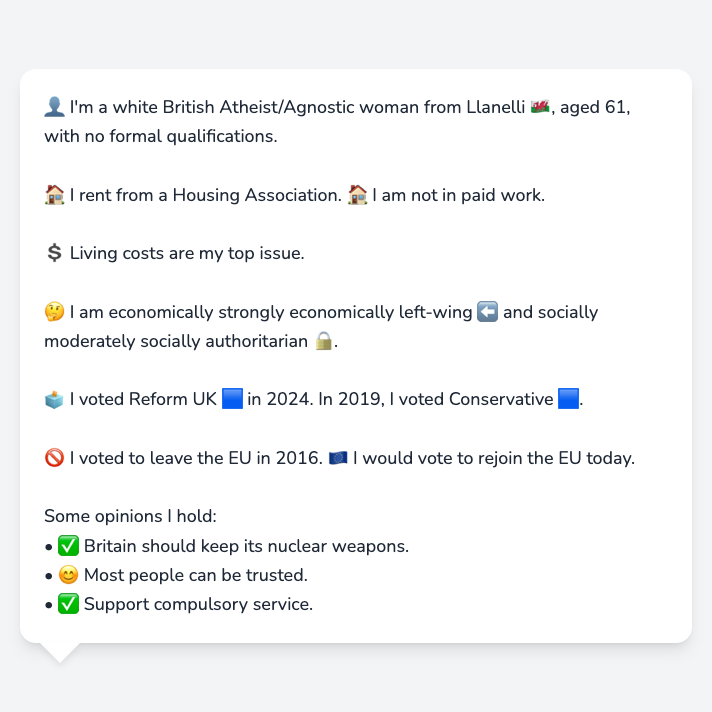 👤 I'm a white British Atheist/Agnostic woman from Llanelli 🏴󠁧󠁢󠁷󠁬󠁳󠁿, aged 61,
with no formal qualifications.
🏠 I rent from a Housing Association. 🏠 I am not in paid work.
💲 Living costs are my top issue.
🤔 I am economically strongly economically left-wing ⬅️ and socially
moderately socially authoritarian 🔒.
🗳️ I voted Reform UK 🟦 in 2024. In 2019, I voted Conservative 🟦.
🚫 I voted to leave the EU in 2016. 🇪🇺 I would vote to rejoin the EU today.
Some opinions I hold:
• ✅ Britain should keep its nuclear weapons.
• 😊 Most people can be trusted.
• ✅ Support compulsory service.